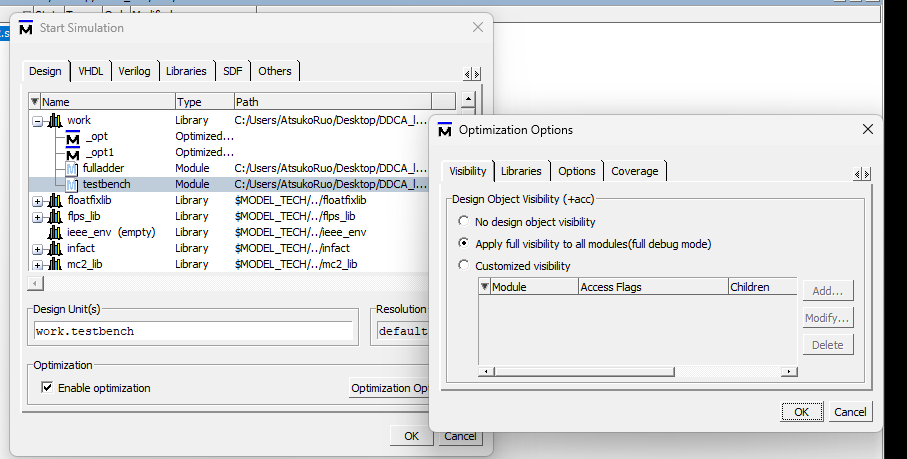 Start Simulation
Design VHDL Verilog Libraries SDF Others
Name Type Path
work Library C:/Users/AtsukoRuo/Desktop/DDCA_l...
_opt Optimized...
_opt1 Optimized...
fulladder Module C:/Users/AtsukoRuo/Desktop/DDCA_l...
testbench Module C:/Users/AtsukoRuo/Desktop/DDCA_l...
floatfixlib Library $MODEL_TECH/../floatfixlib
flps_lib Library $MODEL_TECH/../flps_lib
ieee_env (empty) Library $MODEL_TECH/../ieee_env
infact Library $MODEL_TECH/../infact
mc2_lib Library $MODEL_TECH/../mc2_lib
Design Unit(s)
work.testbench
Resolution
default
Optimization
Enable optimization
Optimization Opt
OK Cancel
Optimization Options
Visibility Libraries Options Coverage
Design Object Visibility (+acc)
No design object visibility
Apply full visibility to all modules(full debug mode)
Customized visibility
Module Access Flags Children
Add...
Modify...
Delete
OK Cancel